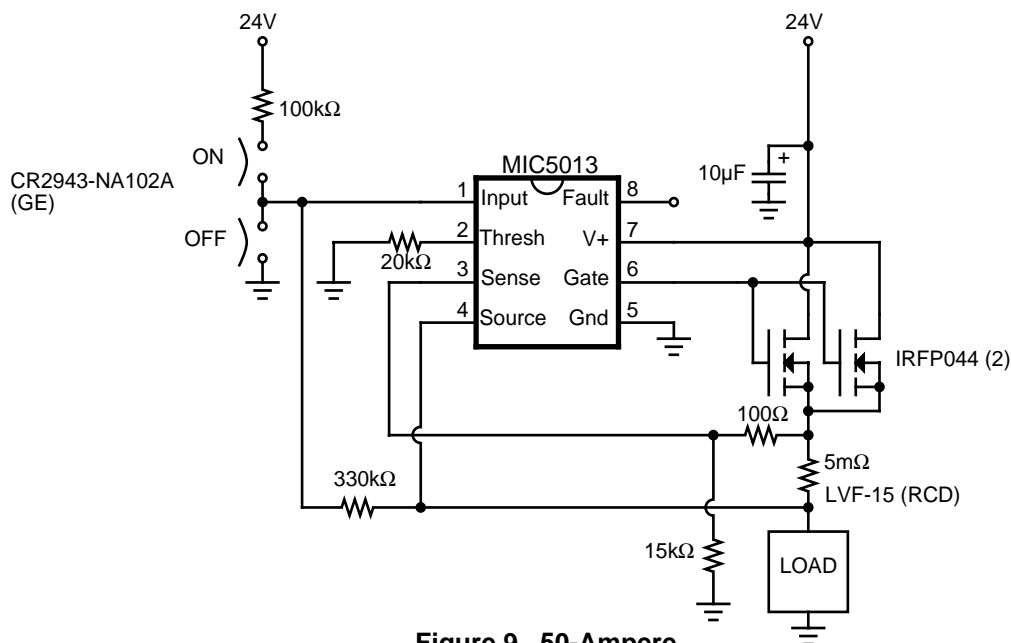 24V
24V
100kΩ
ON
CR2943-NA102A
(GE)
OFF
MIC5013
10µF
+
1
Input
Fault
8
2
Thresh
V+
7
20kΩ
3
Sense
Gate
6
4
Source
Gnd
5
IRFP044 (2)
100Ω
5mΩ
LVF-15 (RCD)
330kΩ
15kΩ
LOAD
Figure 9. 50-Ampere